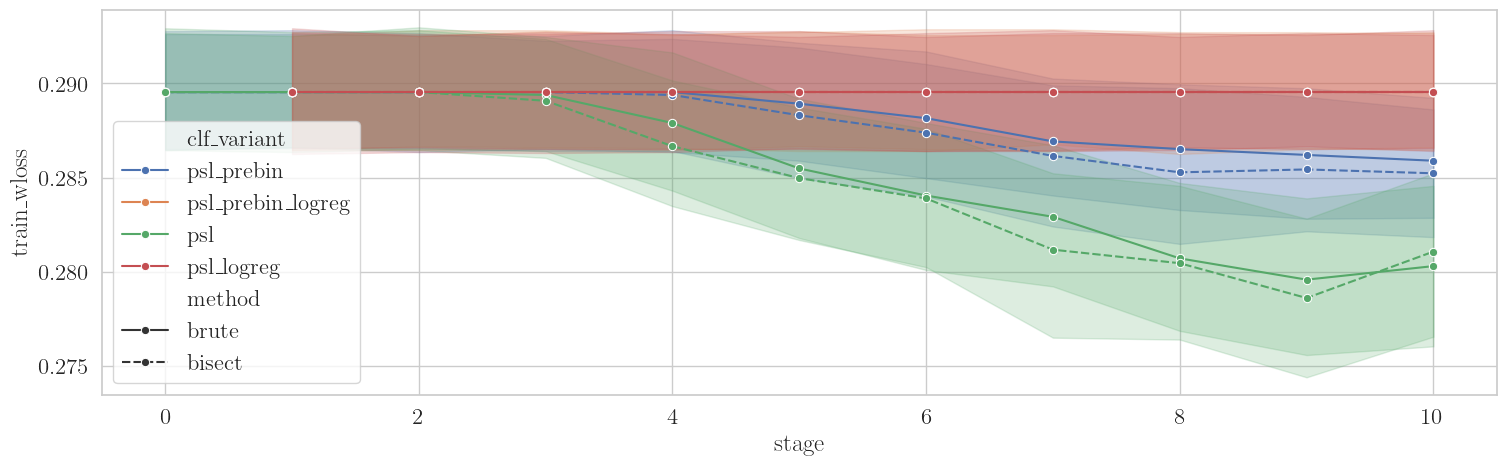 0.290
0.285
0.280
0.275
train_wloss
clf_variant
psl_prebin
psl_prebin_logreg
psl
psl_logreg
method
brute
bisect
0 2 4 6 8 10
stage